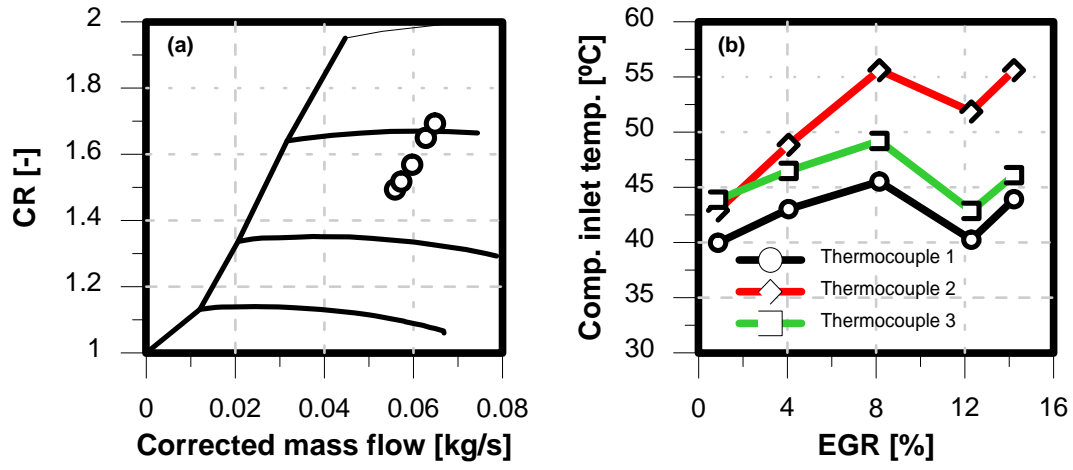 (a)
CR [-]
2
1.8
1.6
1.4
1.2
1
0 0.02 0.04 0.06 0.08
Corrected mass flow [kg/s]
(b)
Comp. inlet temp. [ºC]
60
55
50
45
40
35
30
Thermocouple 1
Thermocouple 2
Thermocouple 3
0 4 8 12 16
EGR [%]